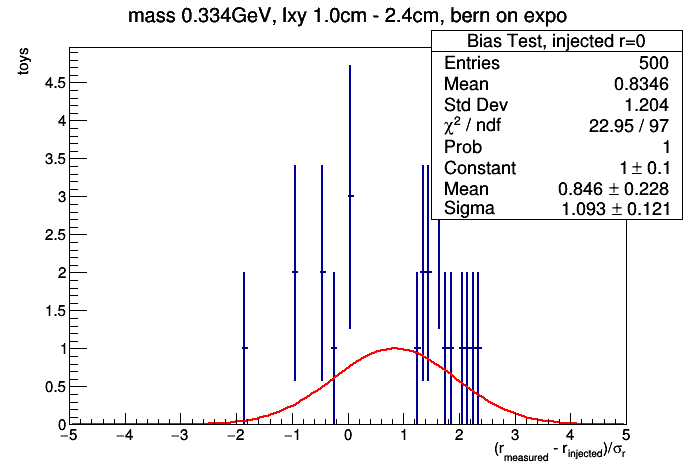 mass 0.334GeV, lxy 1.0cm - 2.4cm, bern on expo
Bias Test, injected r=0
Entries 500
Mean 0.8346
Std Dev 1.204
χ² / ndf 22.95 / 97
Prob 1
Constant 1 ± 0.1
Mean 0.846 ± 0.228
Sigma 1.093 ± 0.121
toys
4.5
4
3.5
3
2.5
2
1.5
1
0.5
0
−5 −4 −3 −2 −1 0 1 2 3 4 5
(r_measured - r_injected)/σ_r